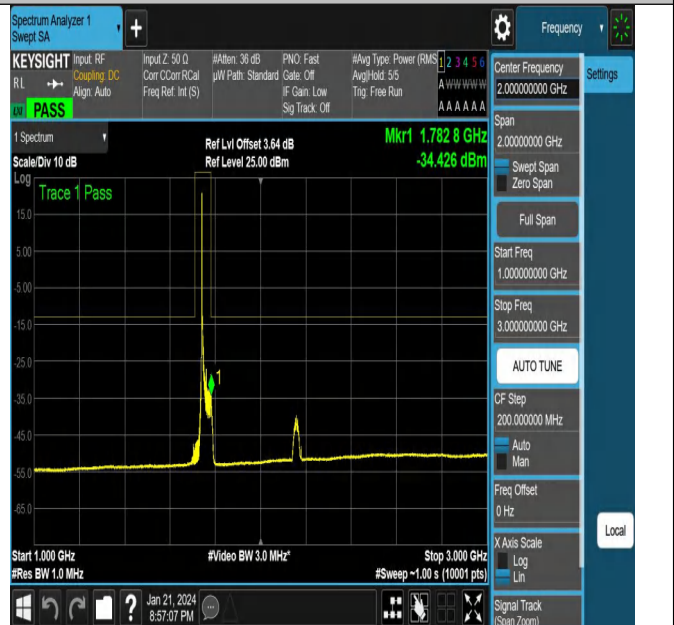 Spectrum Analyzer 1
Swept SA
+
Frequency
KEYSIGHT
RL
PASS
Input: RF
Coupling: DC
Align: Auto
Input Z: 50 Ω
Corr CCorr RCal
Freq Ref: Int (S)
#Atten: 36 dB
µW Path: Standard
PNO: Fast
Gate: Off
IF Gain: Low
Sig Track: Off
#Avg Type: Power (RMS
Avg|Hold: 5/5
Trig: Free Run
1 2 3 4 5 6
A W W W W W
A A A A A A
1 Spectrum
Scale/Div 10 dB
Ref Lvl Offset 3.64 dB
Ref Level 25.00 dBm
Mkr1 1.782 8 GHz
-34.426 dBm
Log
Trace 1 Pass
15.0
5.00
-5.00
-15.0
-25.0
-35.0
-45.0
-55.0
-65.0
1
Start 1.000 GHz
#Res BW 1.0 MHz
#Video BW 3.0 MHz*
Stop 3.000 GHz
#Sweep ~1.00 s (10001 pts)
Center Frequency
2.00000000 GHz
Settings
Span
2.00000000 GHz
Swept Span
Zero Span
Full Span
Start Freq
1.000000000 GHz
Stop Freq
3.000000000 GHz
AUTO TUNE
CF Step
200.000000 MHz
Auto
Man
Freq Offset
0 Hz
X Axis Scale
Log
Lin
Local
Signal Track
(Span Zoom)
?
Jan 21, 2024
8:57:07 PM